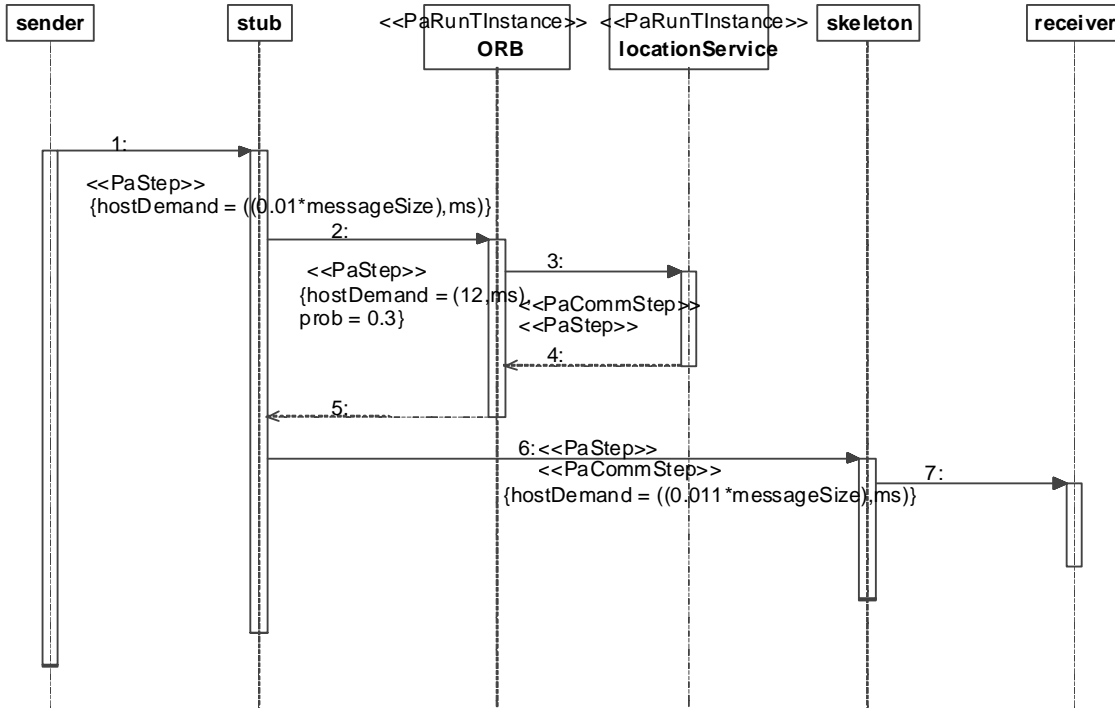 sender
stub
<<PaRunTInstance>>
ORB
<<PaRunTInstance>>
locationService
skeleton
receiver
1:
<<PaStep>>
{hostDemand = ((0.01*messageSize),ms)}
2:
<<PaStep>>
{hostDemand = (12,ms),
prob = 0.3}
3:
<<PaCommStep>>
<<PaStep>>
4:
5:
6:<<PaStep>>
<<PaCommStep>>
{hostDemand = ((0.011*messageSize),ms)}
7: